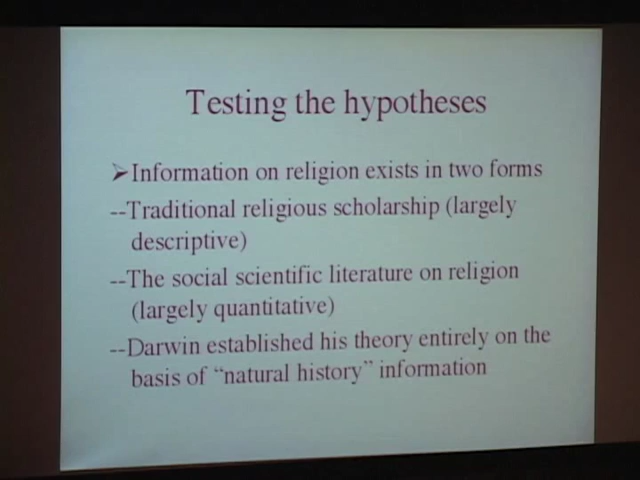 Testing the hypotheses
➢Information on religion exists in two forms
--Traditional religious scholarship (largely
descriptive)
--The social scientific literature on religion
(largely quantitative)
--Darwin established his theory entirely on the
basis of “natural history” information